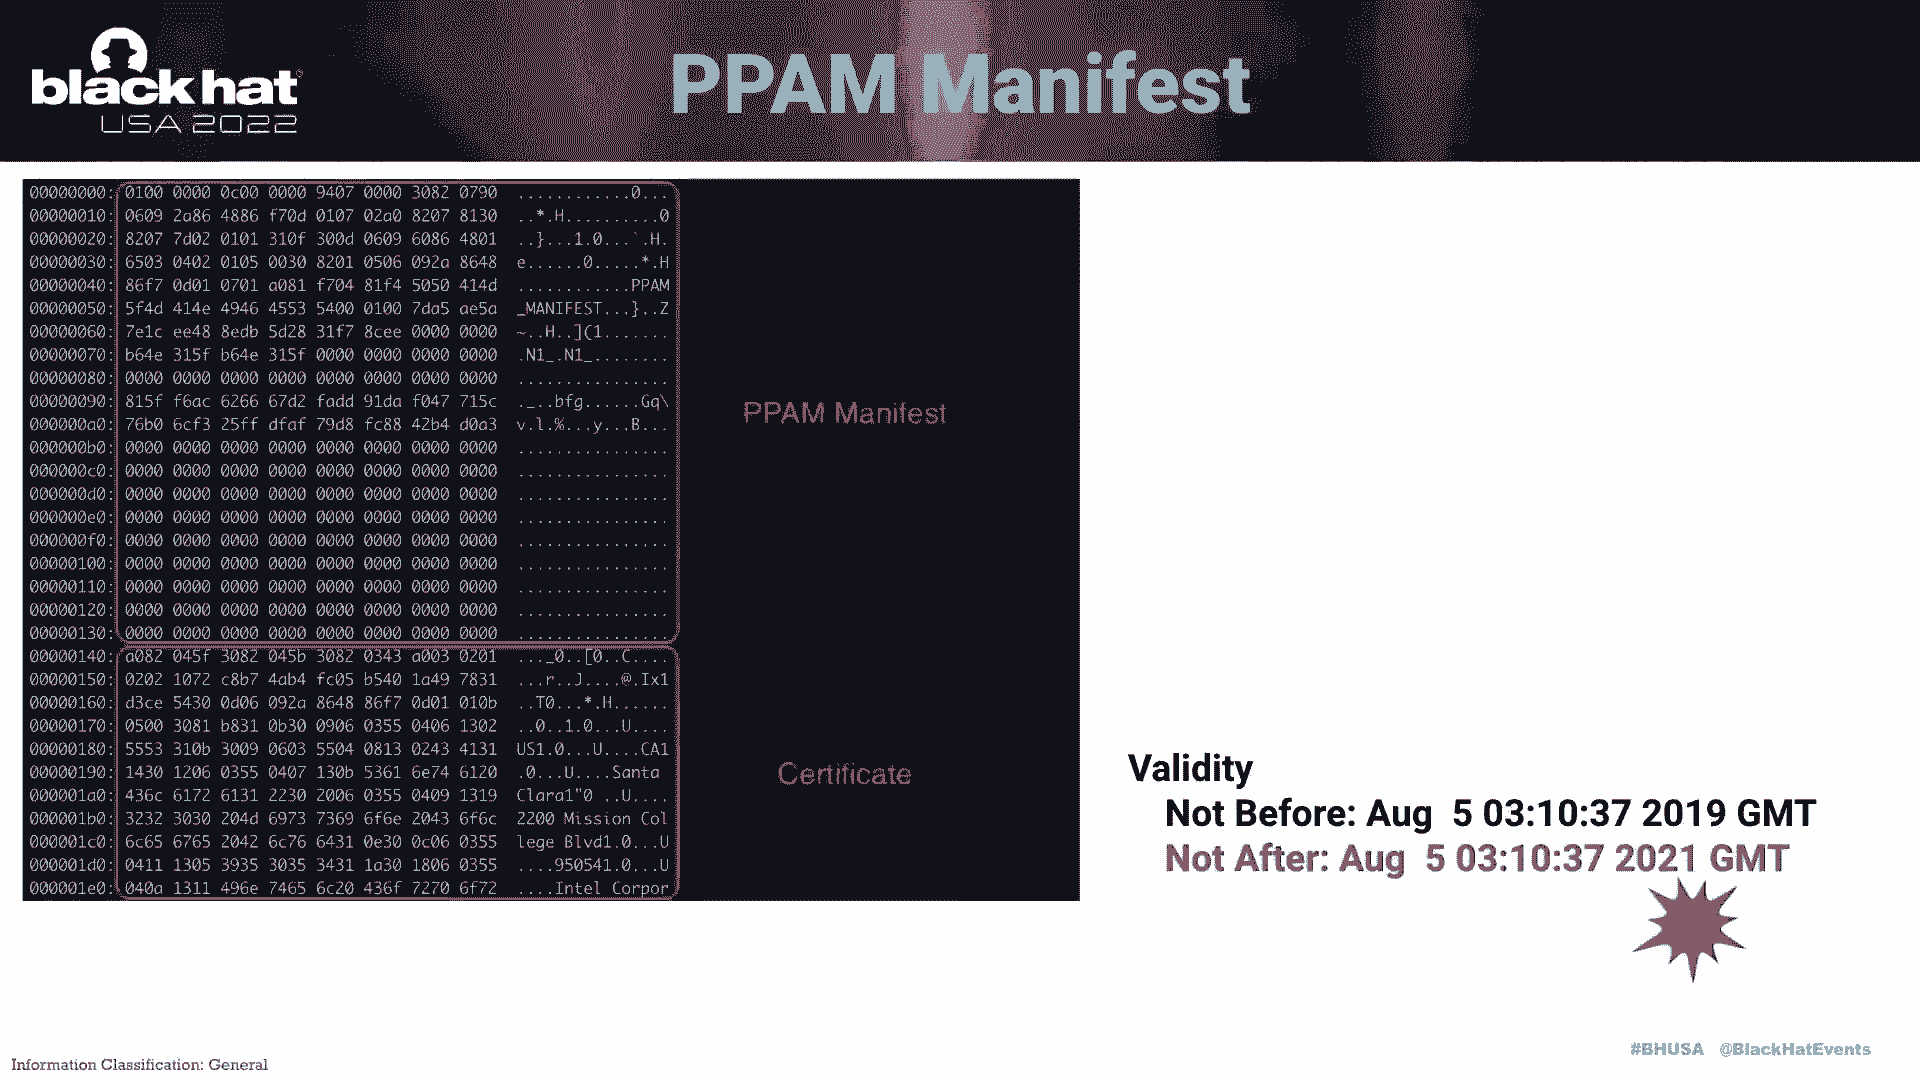 black hat®
USA 2022
PPAM Manifest
00000000: 0100 0000 0c00 0000 9407 0000 3082 0790 ............0...
00000010: 0609 2a86 4886 f70d 0107 02a0 8207 8130 ..*.H..........0
00000020: 8207 7d02 0101 310f 300d 0609 6086 4801 ..}...1.0...`.H.
00000030: 6503 0402 0105 0030 8201 0506 092a 8648 e......0.....*.H
00000040: 86f7 0d01 0701 a081 f704 81f4 5050 414d ............PPAM
00000050: 5f4d 414e 4946 4553 5400 0100 7da5 ae5a _MANIFEST...}..Z
00000060: 7e1c ee48 8edb 5d28 31f7 8cee 0000 0000 ~..H..](1.......
00000070: b64e 315f b64e 315f 0000 0000 0000 0000 .N1_.N1_........
00000080: 0000 0000 0000 0000 0000 0000 0000 0000 ................
00000090: 815f f6ac 6266 67d2 fadd 91da f047 715c ._..bfg......Gq\
000000a0: 76b0 6cf3 25ff dfaf 79d8 fc88 42b4 d0a3 v.l.%...y...B...
000000b0: 0000 0000 0000 0000 0000 0000 0000 0000 ................
000000c0: 0000 0000 0000 0000 0000 0000 0000 0000 ................
000000d0: 0000 0000 0000 0000 0000 0000 0000 0000 ................
000000e0: 0000 0000 0000 0000 0000 0000 0000 0000 ................
000000f0: 0000 0000 0000 0000 0000 0000 0000 0000 ................
00000100: 0000 0000 0000 0000 0000 0000 0000 0000 ................
00000110: 0000 0000 0000 0000 0000 0000 0000 0000 ................
00000120: 0000 0000 0000 0000 0000 0000 0000 0000 ................
00000130: 0000 0000 0000 0000 0000 0000 0000 0000 ................
PPAM Manifest
00000140: a082 045f 3082 045b 3082 0343 a003 0201 ..._0..[0..C....
00000150: 0202 1072 c8b7 4ab4 fc05 b540 1a49 7831 ...r..J....@.Ix1
00000160: d3ce 5430 0d06 092a 8648 86f7 0d01 010b ..T0...*.H......
00000170: 0500 3081 b831 0b30 0906 0355 0406 1302 ..0..1.0...U....
00000180: 5553 310b 3009 0603 5504 0813 0243 4131 US1.0...U....CA1
00000190: 1430 1206 0355 0407 130b 5361 6e74 6120 .0...U....Santa
000001a0: 436c 6172 6131 2230 2006 0355 0409 1319 Clara1"0 ..U....
000001b0: 3232 3030 204d 6973 7369 6f6e 2043 6f6c 2200 Mission Col
000001c0: 6c65 6765 2042 6c76 6431 0e30 0c06 0355 lege Blvd1.0...U
000001d0: 0411 1305 3935 3035 3431 1a30 1806 0355 ....950541.0...U
000001e0: 040a 1311 496e 7465 6c20 436f 7270 6f72 ....Intel Corpor
Certificate
Validity
Not Before: Aug  5 03:10:37 2019 GMT
Not After: Aug  5 03:10:37 2021 GMT
Information Classification: General
#BHUSA @BlackHatEvents